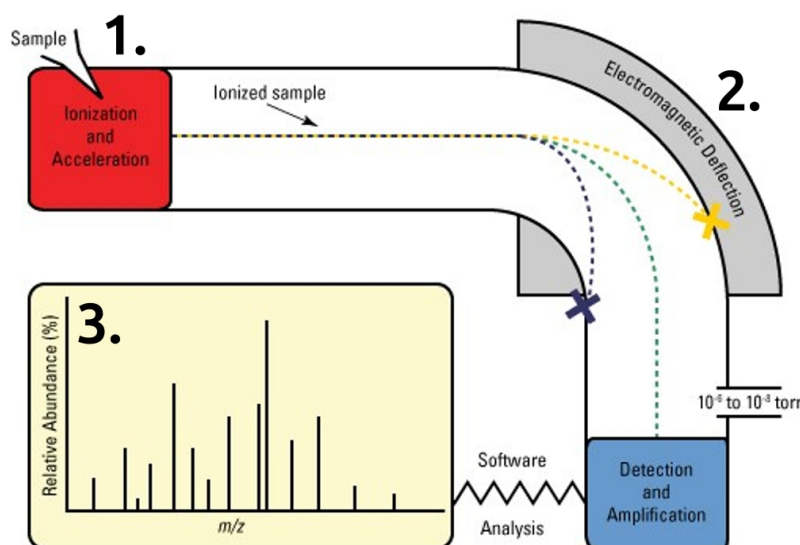 Sample
1.
Ionization
and
Acceleration
Ionized sample
Electromagnetic Deflection
2.
3.
Relative Abundance (%)
m/z
Software
Analysis
10⁻⁶ to 10⁻⁸ torr
Detection
and
Amplification